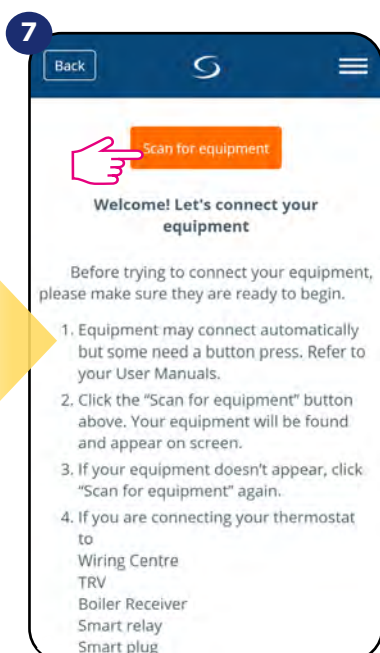 7
Back
Scan for equipment
Welcome! Let's connect your
equipment
Before trying to connect your equipment,
please make sure they are ready to begin.
1. Equipment may connect automatically
but some need a button press. Refer to
your User Manuals.
2. Click the “Scan for equipment” button
above. Your equipment will be found
and appear on screen.
3. If your equipment doesn’t appear, click
“Scan for equipment” again.
4. If you are connecting your thermostat
to
Wiring Centre
TRV
Boiler Receiver
Smart relay
Smart plug